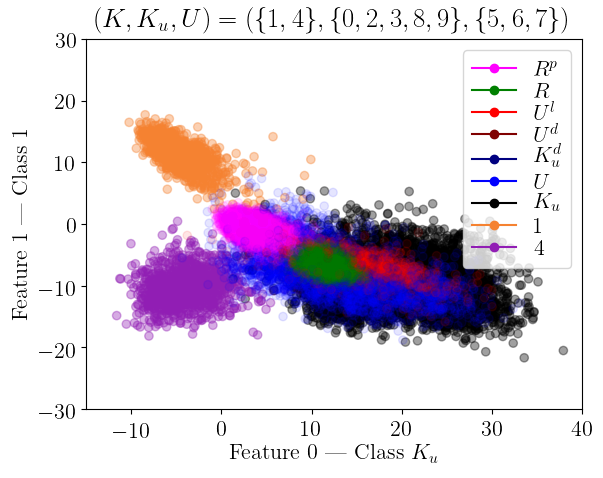 (K, K_u, U) = ({1, 4}, {0, 2, 3, 8, 9}, {5, 6, 7})
30
20
10
0
−10
−20
−30
Feature 1 — Class 1
R^p
R
U^l
U^d
K_u^d
U
K_u
1
4
−10
0
10
20
30
40
Feature 0 — Class K_u